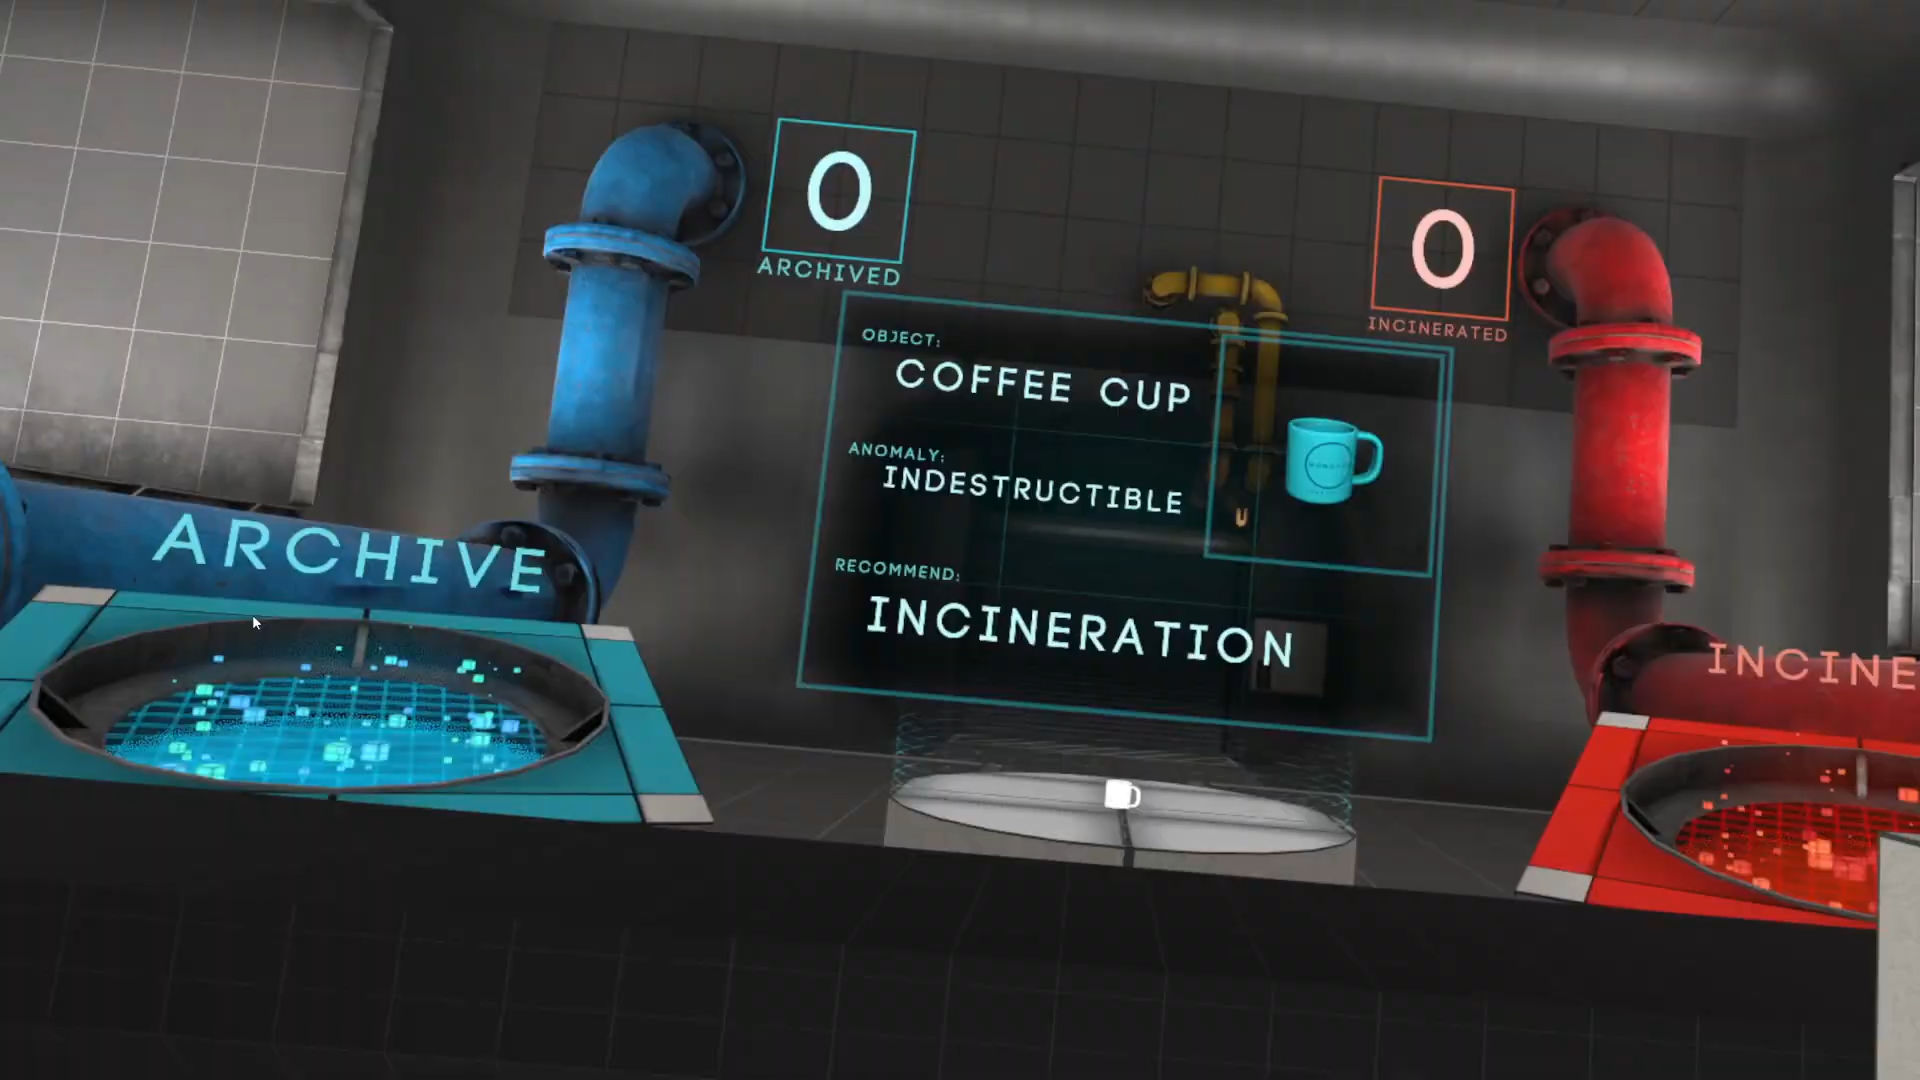 0
ARCHIVED
0
INCINERATED
OBJECT:
COFFEE CUP
ANOMALY:
INDESTRUCTIBLE
RECOMMEND:
INCINERATION
ARCHIVE
INCINE